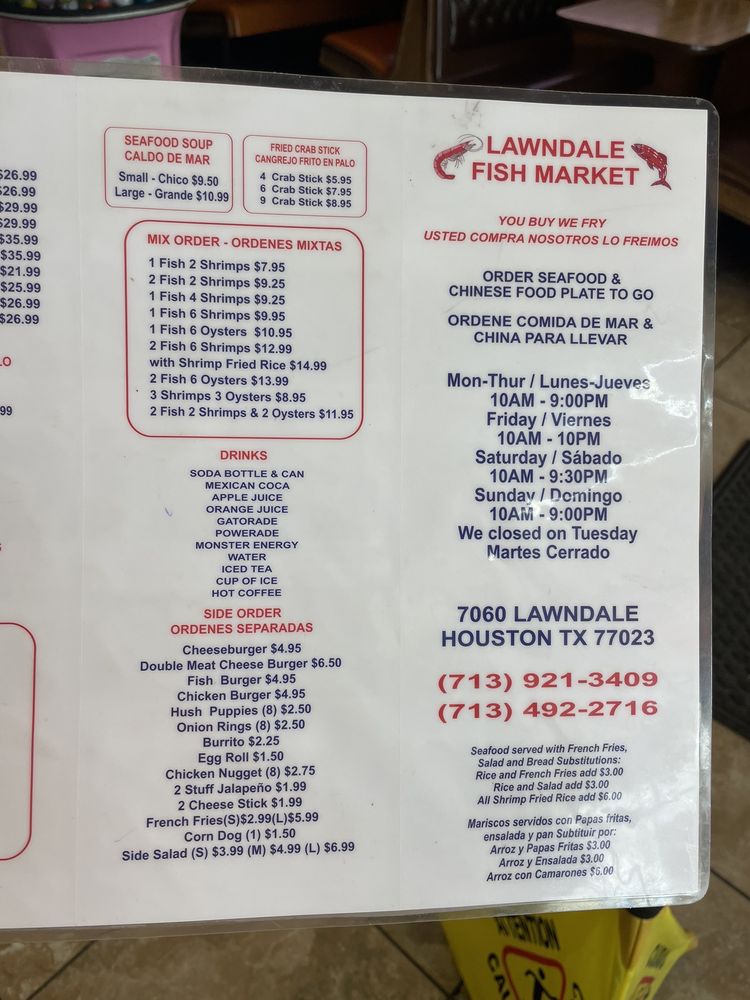 $26.99
$26.99
$29.99
$29.99
$35.99
$35.99
$21.99
$25.99
$26.99
$26.99
LO
99
SEAFOOD SOUP
CALDO DE MAR
Small - Chico $9.50
Large - Grande $10.99
FRIED CRAB STICK
CANGREJO FRITO EN PALO
4 Crab Stick $5.95
6 Crab Stick $7.95
9 Crab Stick $8.95
MIX ORDER - ORDENES MIXTAS
1 Fish 2 Shrimps $7.95
2 Fish 2 Shrimps $9.25
1 Fish 4 Shrimps $9.25
1 Fish 6 Shrimps $9.95
1 Fish 6 Oysters $10.95
2 Fish 6 Shrimps $12.99
with Shrimp Fried Rice $14.99
2 Fish 6 Oysters $13.99
3 Shrimps 3 Oysters $8.95
2 Fish 2 Shrimps & 2 Oysters $11.95
DRINKS
SODA BOTTLE & CAN
MEXICAN COCA
APPLE JUICE
ORANGE JUICE
GATORADE
POWERADE
MONSTER ENERGY
WATER
ICED TEA
CUP OF ICE
HOT COFFEE
SIDE ORDER
ORDENES SEPARADAS
Cheeseburger $4.95
Double Meat Cheese Burger $6.50
Fish Burger $4.95
Chicken Burger $4.95
Hush Puppies (8) $2.50
Onion Rings (8) $2.50
Burrito $2.25
Egg Roll $1.50
Chicken Nugget (8) $2.75
2 Stuff Jalapeño $1.99
2 Cheese Stick $1.99
French Fries(S)$2.99(L)$5.99
Corn Dog (1) $1.50
Side Salad (S) $3.99 (M) $4.99 (L) $6.99
LAWNDALE
FISH MARKET
YOU BUY WE FRY
USTED COMPRA NOSOTROS LO FREIMOS
ORDER SEAFOOD &
CHINESE FOOD PLATE TO GO
ORDENE COMIDA DE MAR &
CHINA PARA LLEVAR
Mon-Thur / Lunes-Jueves
10AM - 9:00PM
Friday / Viernes
10AM - 10PM
Saturday / Sábado
10AM - 9:30PM
Sunday / Domingo
10AM - 9:00PM
We closed on Tuesday
Martes Cerrado
7060 LAWNDALE
HOUSTON TX 77023
(713) 921-3409
(713) 492-2716
Seafood served with French Fries,
Salad and Bread Substitutions:
Rice and French Fries add $3.00
Rice and Salad add $3.00
All Shrimp Fried Rice add $6.00
Mariscos servidos con Papas fritas,
ensalada y pan Subtituir por:
Arroz y Papas Fritas $3.00
Arroz y Ensalada $3.00
Arroz con Camarones $6.00
ATTENTION